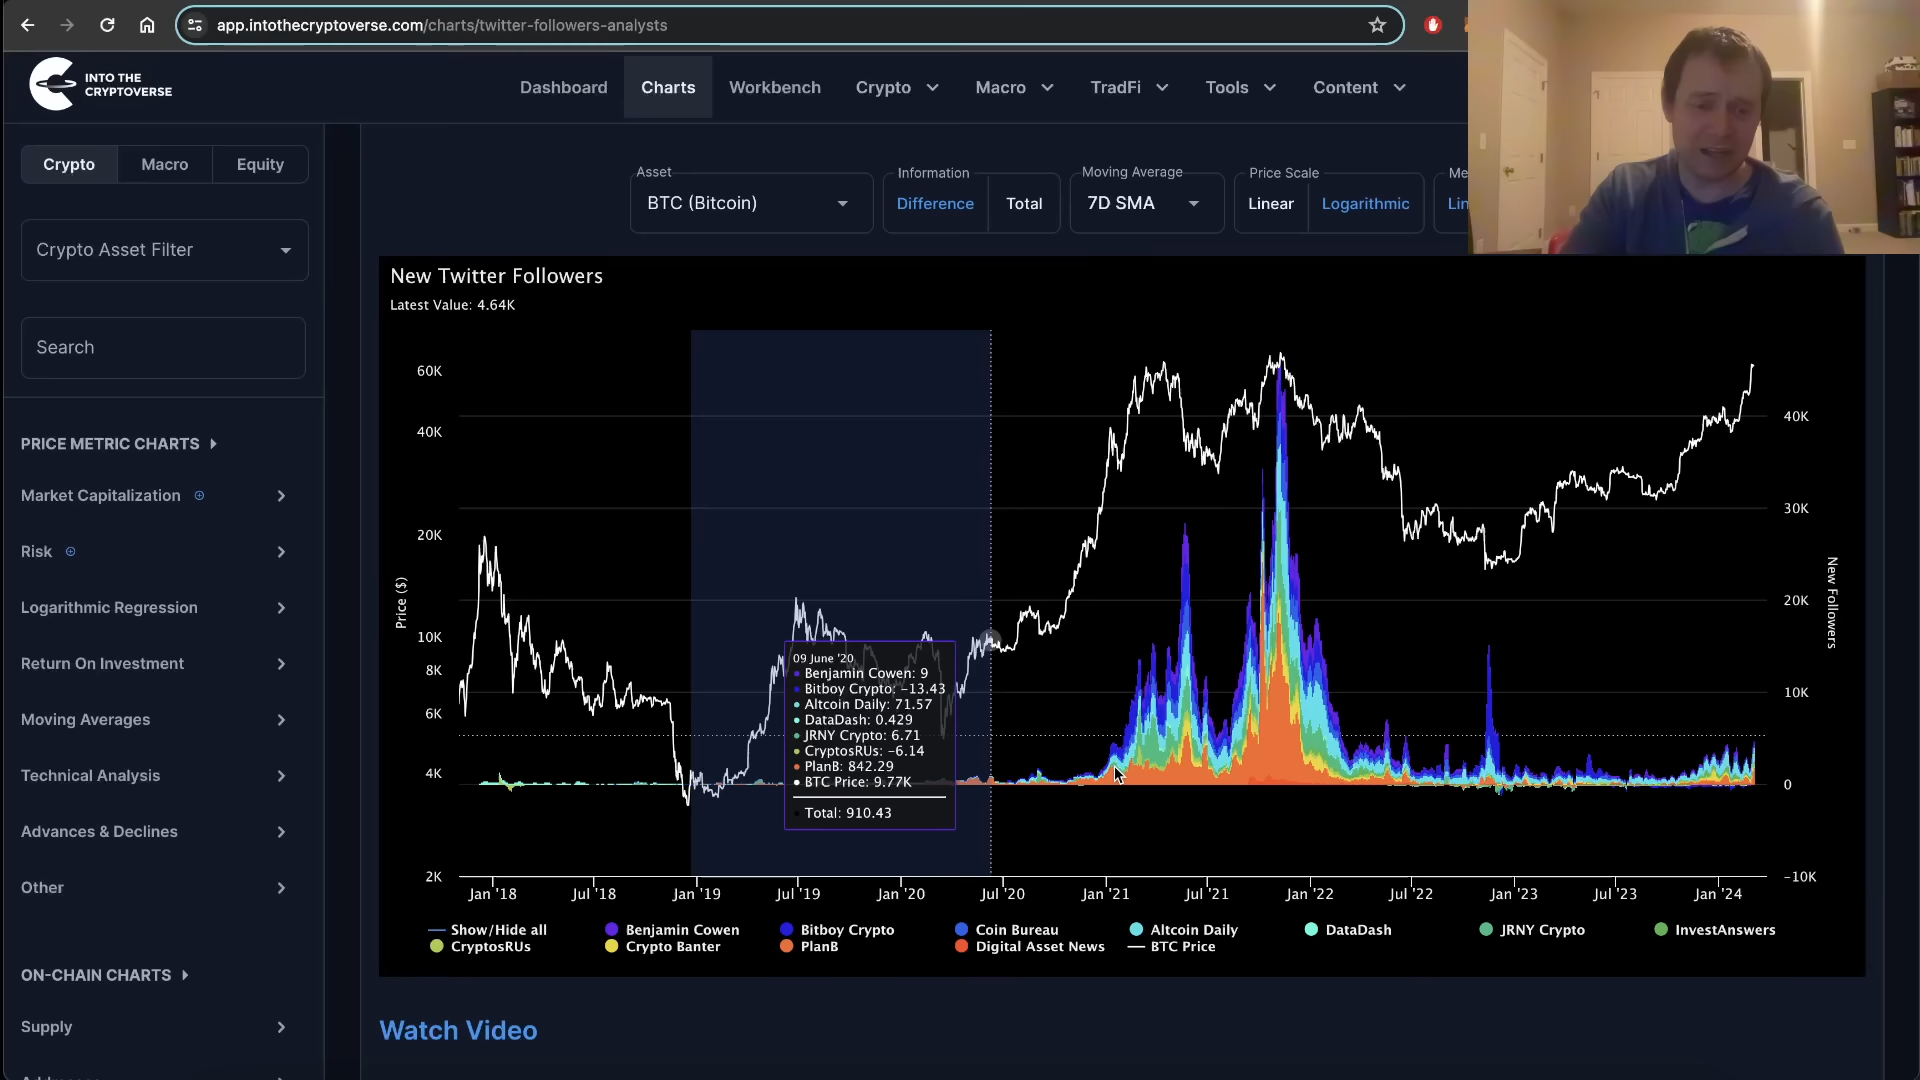 app.intothecryptoverse.com/charts/twitter-followers-analysts
INTO THE
CRYPTOVERSE
Dashboard
Charts
Workbench
Crypto
Macro
TradFi
Tools
Content
Crypto
Macro
Equity
Crypto Asset Filter
Search
PRICE METRIC CHARTS
Market Capitalization
Risk
Logarithmic Regression
Return On Investment
Moving Averages
Technical Analysis
Advances & Declines
Other
ON-CHAIN CHARTS
Supply
Asset
BTC (Bitcoin)
Information
Difference
Total
Moving Average
7D SMA
Price Scale
Linear
Logarithmic
Me
Lin
New Twitter Followers
Latest Value: 4.64K
60K
40K
20K
10K
8K
6K
4K
2K
Price ($)
40K
30K
20K
10K
0
-10K
New Followers
09 June '20
Benjamin Cowen: 9
Bitboy Crypto: -13.43
Altcoin Daily: 71.57
DataDash: 0.429
JRNY Crypto: 6.71
CryptosRUs: -6.14
PlanB: 842.29
BTC Price: 9.77K
Total: 910.43
Jan '18
Jul '18
Jan '19
Jul '19
Jan '20
Jul '20
Jan '21
Jul '21
Jan '22
Jul '22
Jan '23
Jul '23
Jan '24
Show/Hide all
Benjamin Cowen
Bitboy Crypto
Coin Bureau
Altcoin Daily
DataDash
JRNY Crypto
InvestAnswers
CryptosRUs
Crypto Banter
PlanB
Digital Asset News
BTC Price
Watch Video